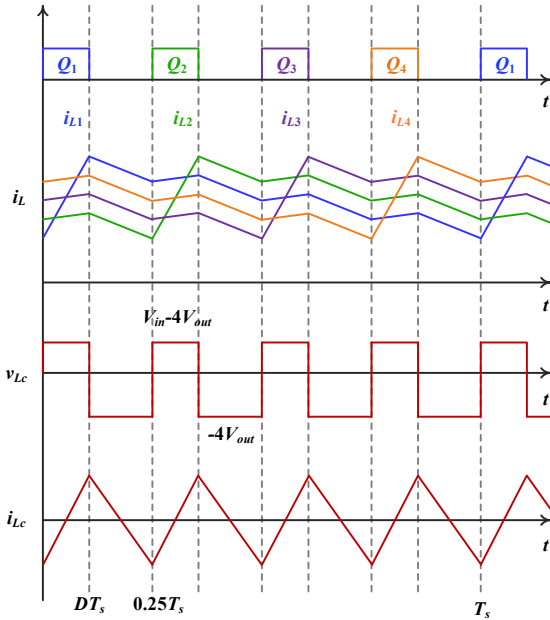 Q1 Q2 Q3 Q4 Q1
t
iL1 iL2 iL3 iL4
iL
t
Vin-4Vout
vLc
t
-4Vout
iLc
t
DTs 0.25Ts Ts